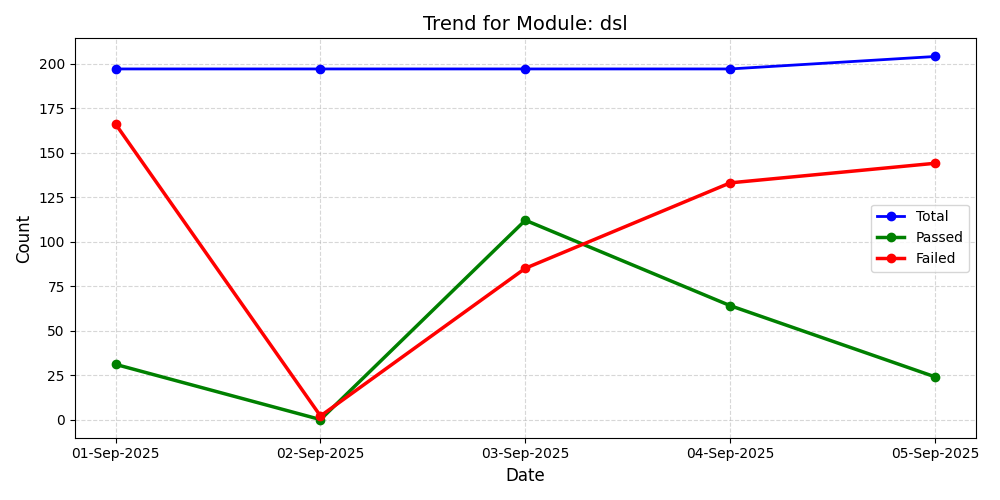 Trend for Module: dsl
200
175
150
125
100
75
50
25
0
Count
Total
Passed
Failed
01-Sep-2025
02-Sep-2025
03-Sep-2025
04-Sep-2025
05-Sep-2025
Date